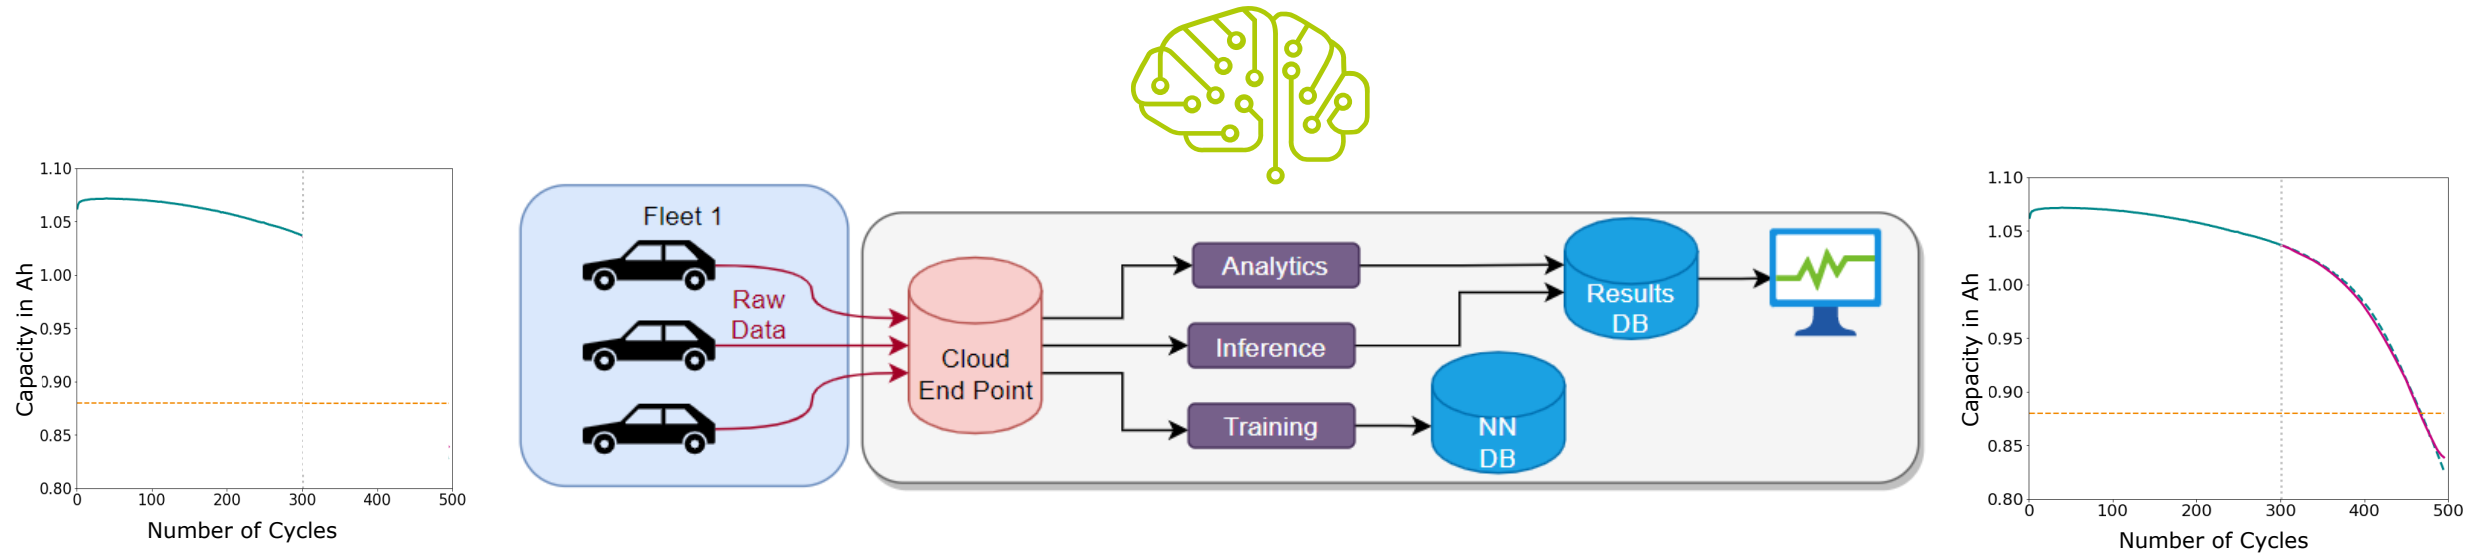 1.10
1.05
1.00
0.95
0.90
0.85
0.80
0
100
200
300
400
500
Capacity in Ah
Number of Cycles
Fleet 1
Raw
Data
Cloud
End Point
Analytics
Inference
Training
Results
DB
NN
DB
1.10
1.05
1.00
0.95
0.90
0.85
0.80
0
100
200
300
400
500
Capacity in Ah
Number of Cycles